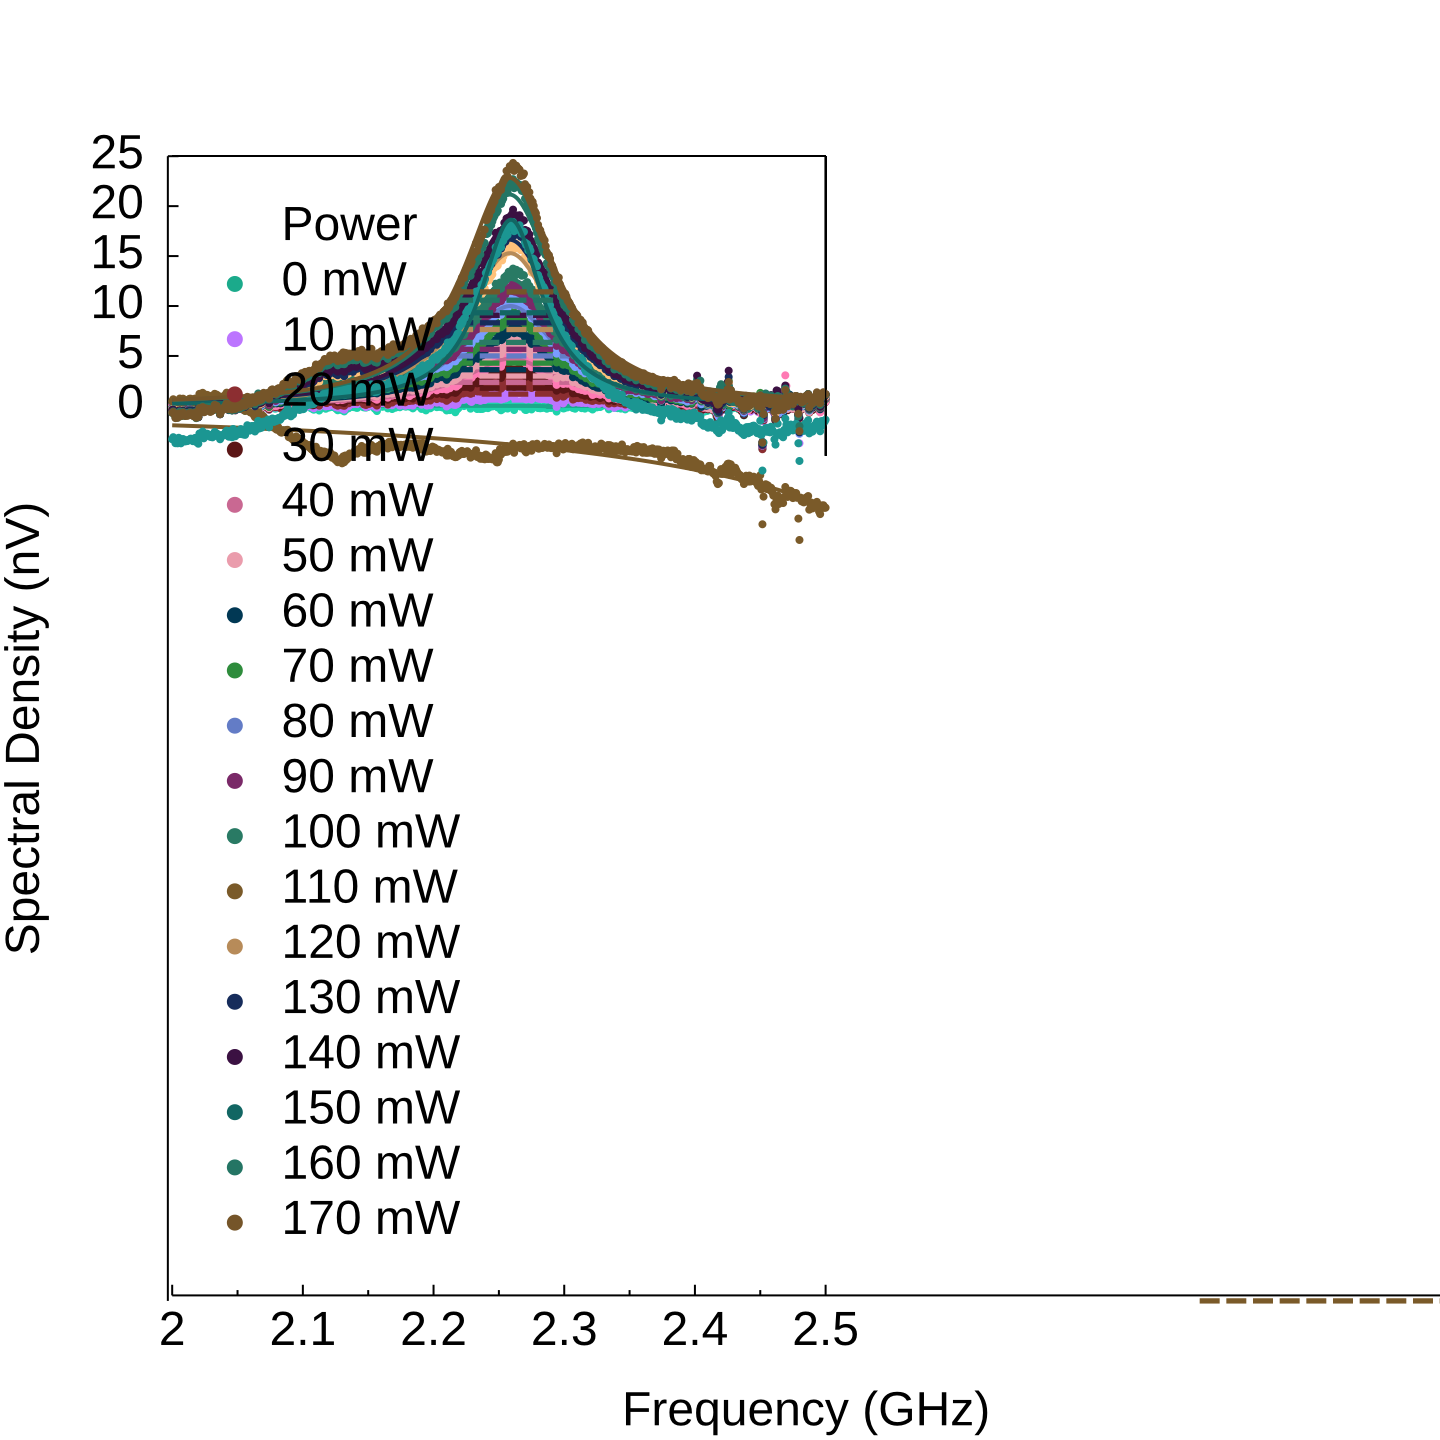 25
20
15
10
5
0
Spectral Density (nV)
Power
0 mW
10 mW
20 mW
30 mW
40 mW
50 mW
60 mW
70 mW
80 mW
90 mW
100 mW
110 mW
120 mW
130 mW
140 mW
150 mW
160 mW
170 mW
2 2.1 2.2 2.3 2.4 2.5
Frequency (GHz)